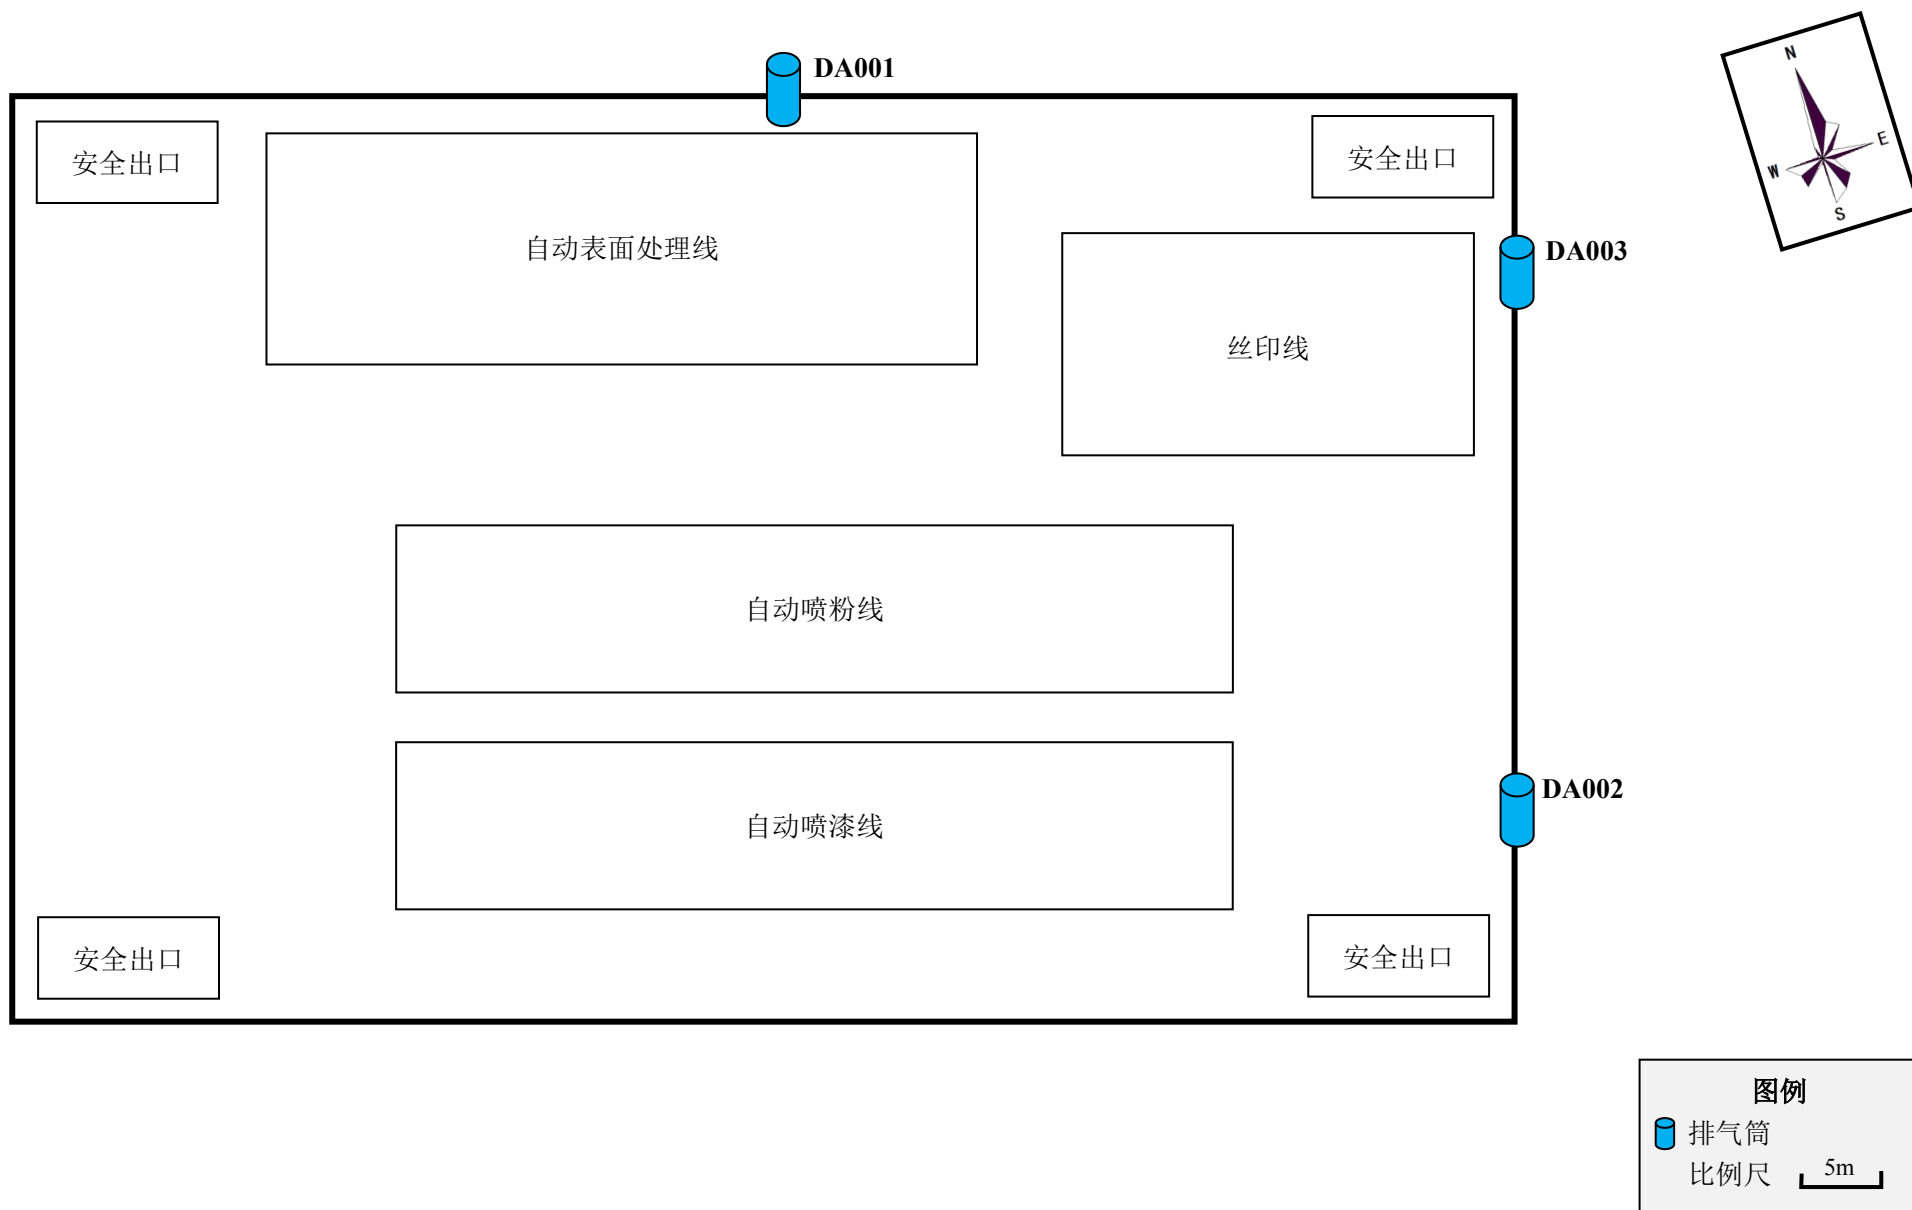 DA001
N
安全出口
安全出口
E
W
S
自动表面处理线
DA003
丝印线
自动喷粉线
DA002
自动喷漆线
安全出口
安全出口
图例
排气筒
比例尺 5m